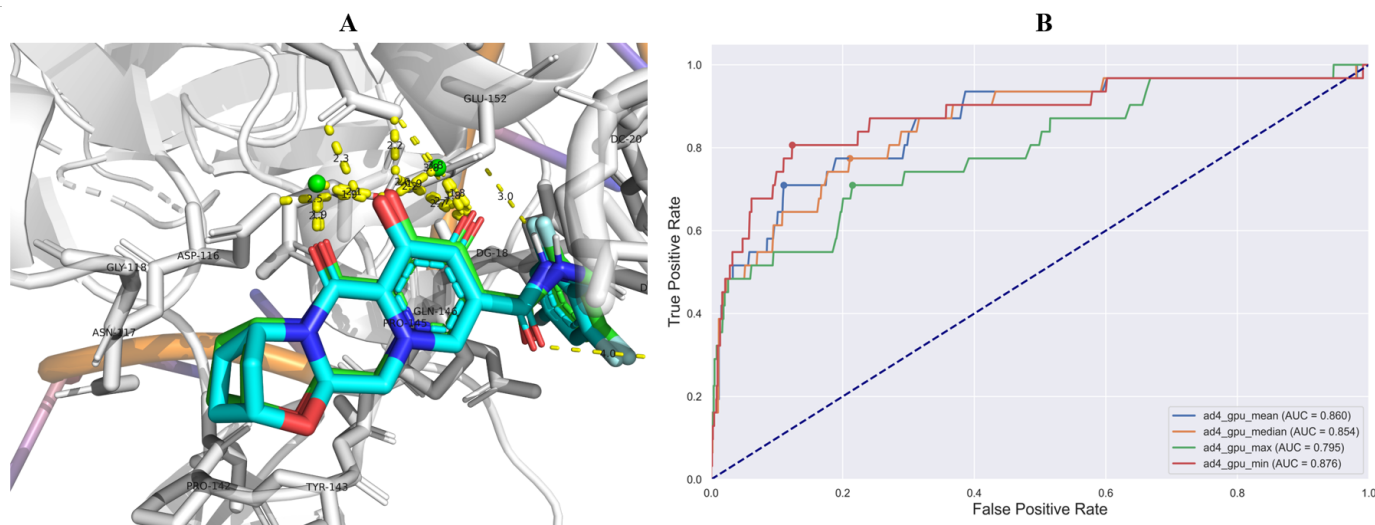 A
GLU-152
DC-20
2.3
2.2
3.0
2.5
ASP-116
GLY-118
DG-18
ASN-117
GLN-146
PRO-145
4.0
PRO-142
TYR-143
B
True Positive Rate
1.0
0.8
0.6
0.4
0.2
0.0
ad4_gpu_mean (AUC = 0.860)
ad4_gpu_median (AUC = 0.854)
ad4_gpu_max (AUC = 0.795)
ad4_gpu_min (AUC = 0.876)
0.0 0.2 0.4 0.6 0.8 1.0
False Positive Rate